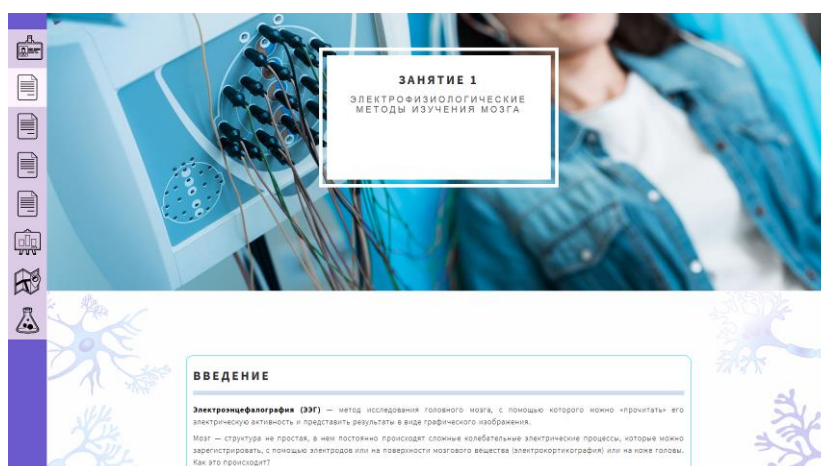 ЗАНЯТИЕ 1
ЭЛЕКТРОФИЗИОЛОГИЧЕСКИЕ
МЕТОДЫ ИЗУЧЕНИЯ МОЗГА
ВВЕДЕНИЕ
Электроэнцефалография (ЭЭГ) — метод исследования головного мозга, с помощью которого можно «прочитать» его
электрическую активность и представить результаты в виде графического изображения.
Мозг — структура не простая, в нем постоянно происходят сложные колебательные электрические процессы, которые можно
зарегистрировать, с помощью электродов или на поверхности мозгового вещества (электрокортикография) или на коже головы.
Как это происходит?